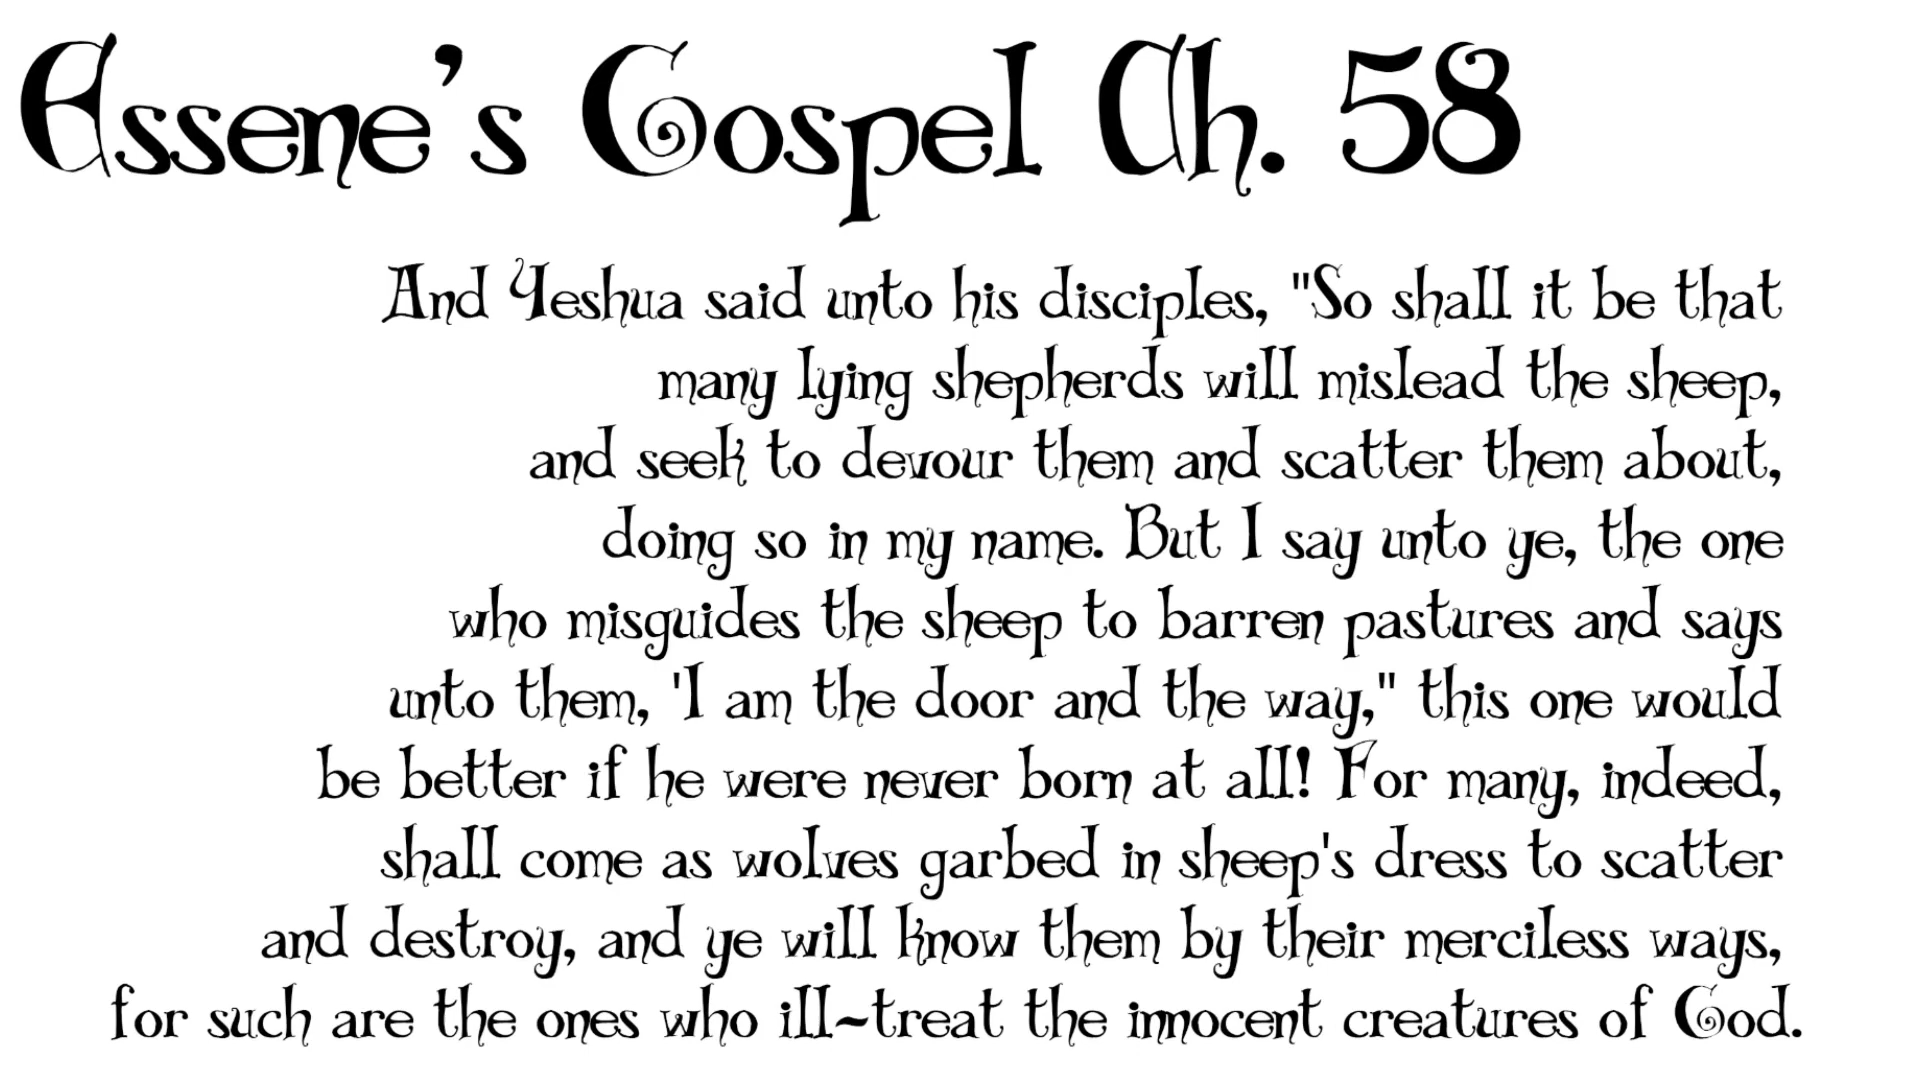 Essene's Gospel Ch. 58
And Yeshua said unto his disciples, "So shall it be that
many lying shepherds will mislead the sheep,
and seek to devour them and scatter them about,
doing so in my name. But I say unto ye, the one
who misguides the sheep to barren pastures and says
unto them, 'I am the door and the way," this one would
be better if he were never born at all! For many, indeed,
shall come as wolves garbed in sheep's dress to scatter
and destroy, and ye will know them by their merciless ways,
for such are the ones who ill~treat the innocent creatures of God.